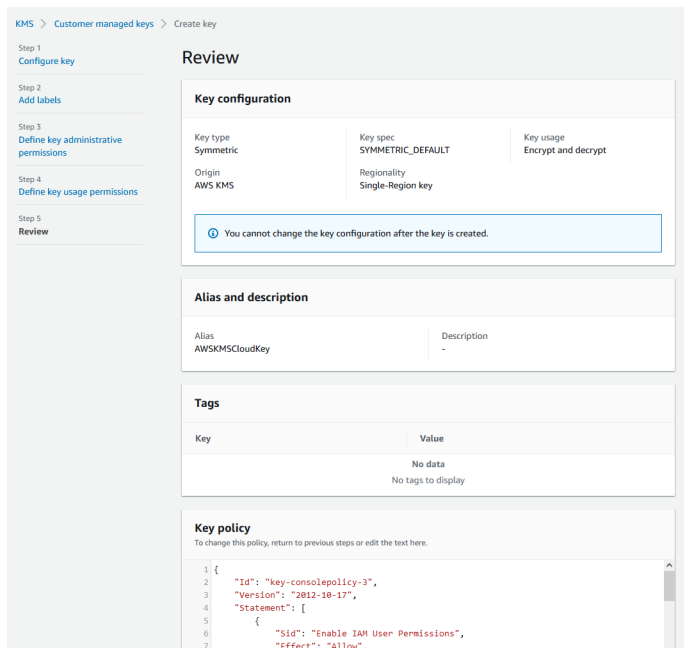 KMS > Customer managed keys > Create key
Step 1
Configure key
Step 2
Add labels
Step 3
Define key administrative
permissions
Step 4
Define key usage permissions
Step 5
Review
Review
Key configuration
Key type
Symmetric
Key spec
SYMMETRIC_DEFAULT
Key usage
Encrypt and decrypt
Origin
AWS KMS
Regionality
Single-Region key
You cannot change the key configuration after the key is created.
Alias and description
Alias
AWSKMSCloudKey
Description
-
Tags
Key Value
No data
No tags to display
Key policy
To change this policy, return to previous steps or edit the text here.
1 {
2 "Id": "key-consolepolicy-3",
3 "Version": "2012-10-17",
4 "Statement": [
5 {
6 "Sid": "Enable IAM User Permissions",
7 "Effect": "Allow",